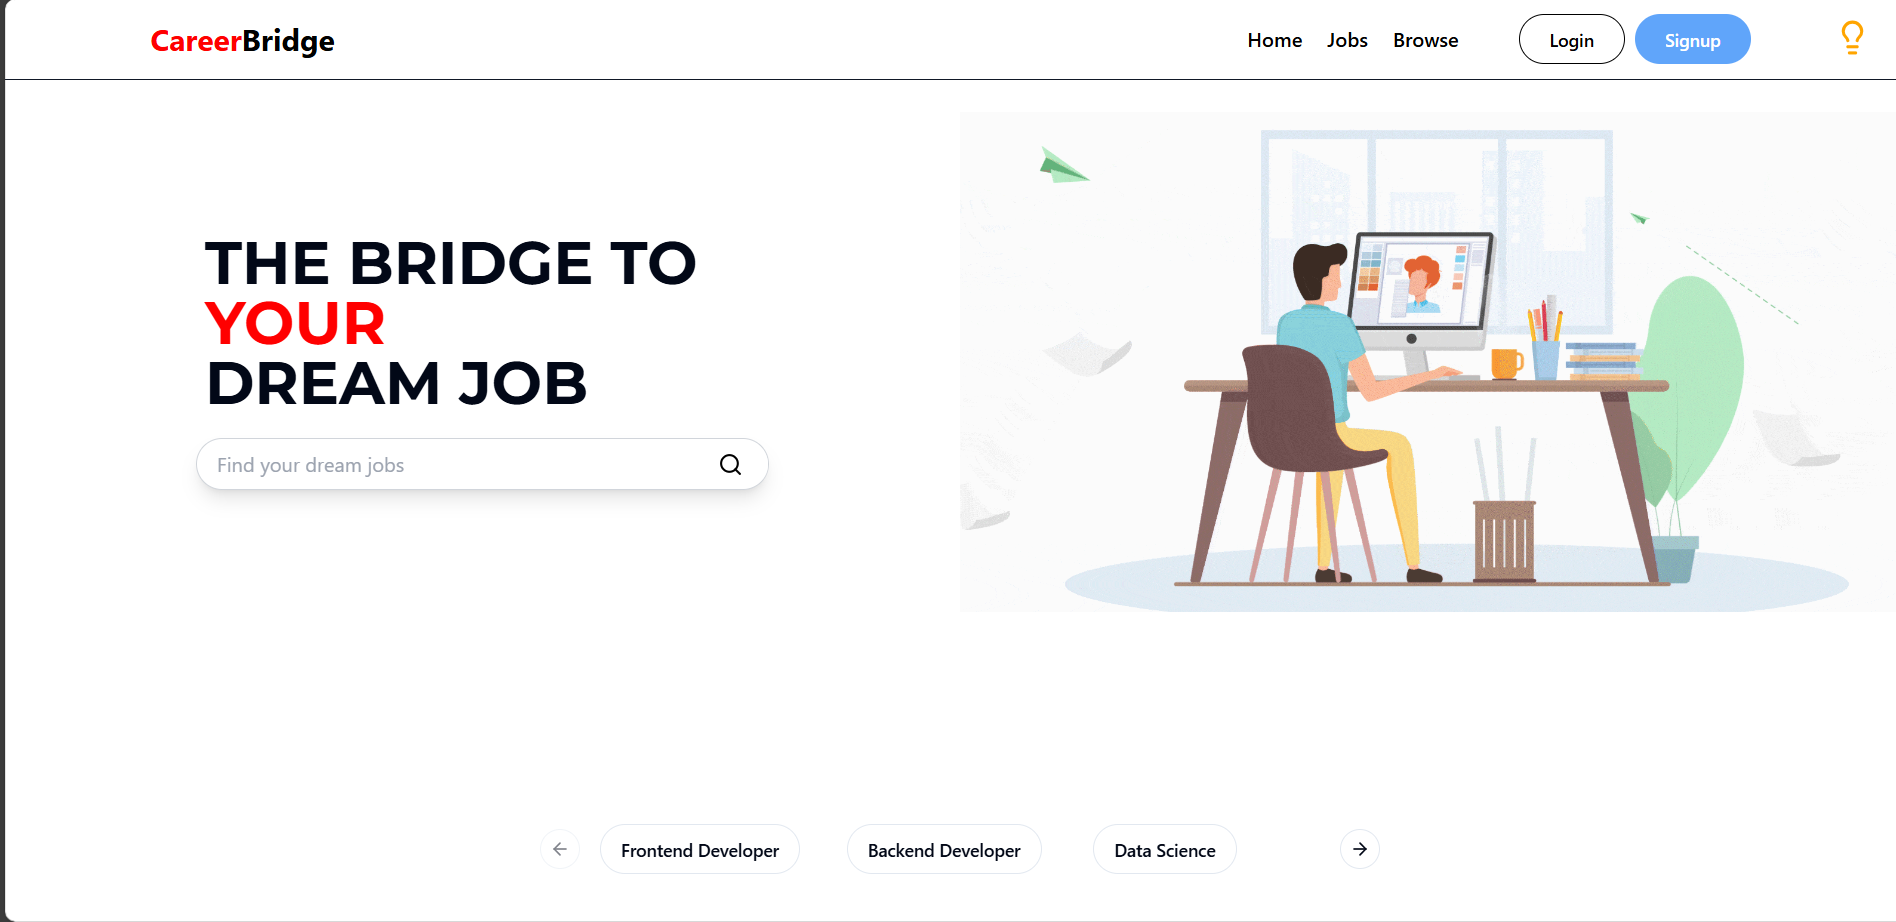 CareerBridge
Home Jobs Browse Login Signup
THE BRIDGE TO
YOUR
DREAM JOB
Find your dream jobs
Frontend Developer Backend Developer Data Science